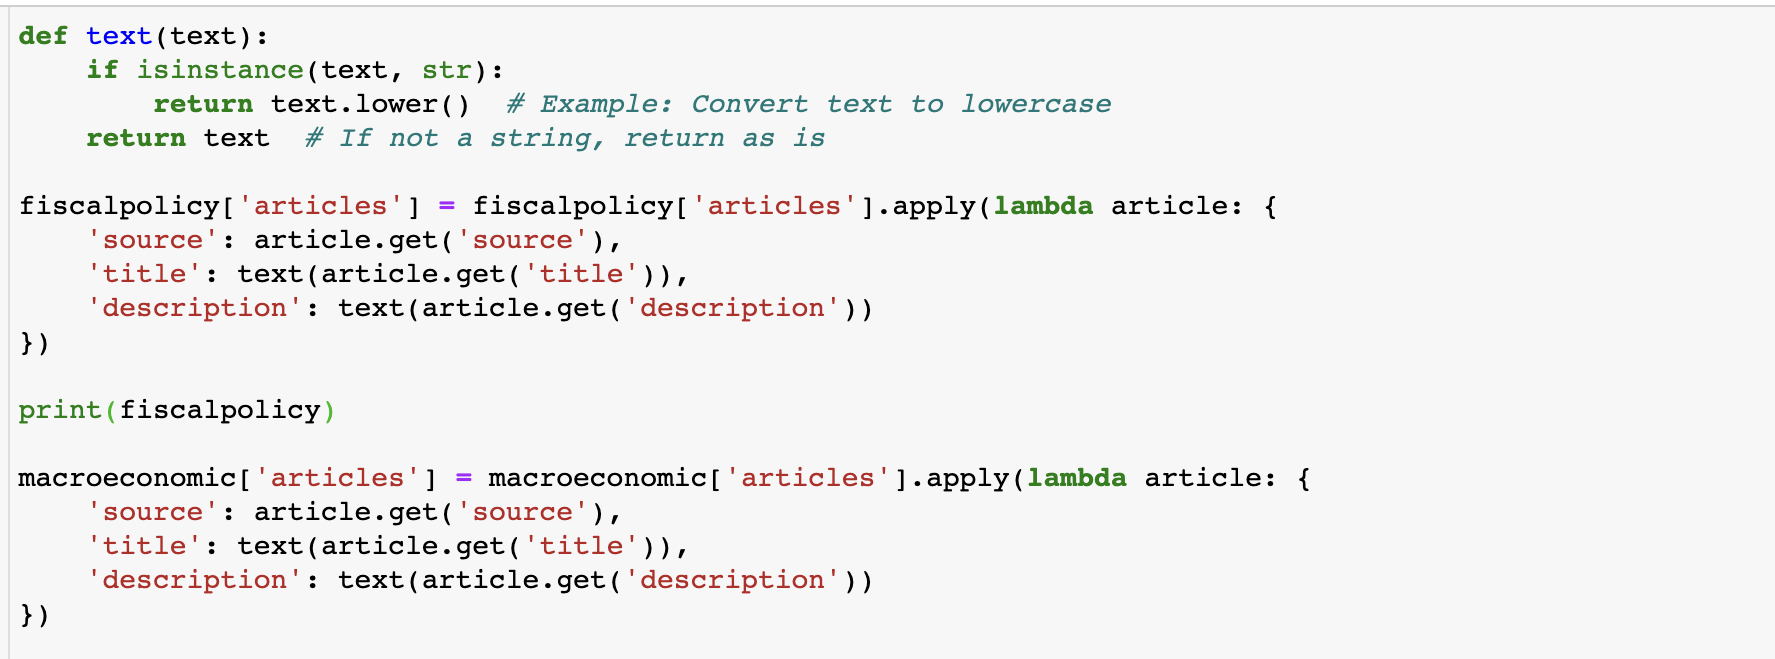 def text(text):
    if isinstance(text, str):
        return text.lower()  # Example: Convert text to lowercase
    return text  # If not a string, return as is

fiscalpolicy['articles'] = fiscalpolicy['articles'].apply(lambda article: {
    'source': article.get('source'),
    'title': text(article.get('title')),
    'description': text(article.get('description'))
})

print(fiscalpolicy)

macroeconomic['articles'] = macroeconomic['articles'].apply(lambda article: {
    'source': article.get('source'),
    'title': text(article.get('title')),
    'description': text(article.get('description'))
})